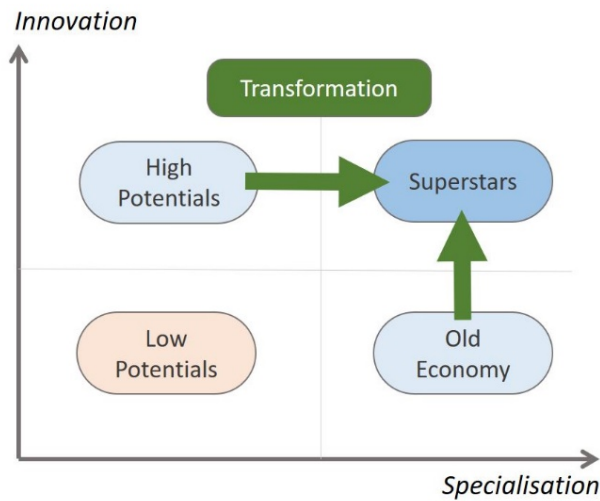 Innovation
Transformation
High
Potentials
Superstars
Low
Potentials
Old
Economy
Specialisation